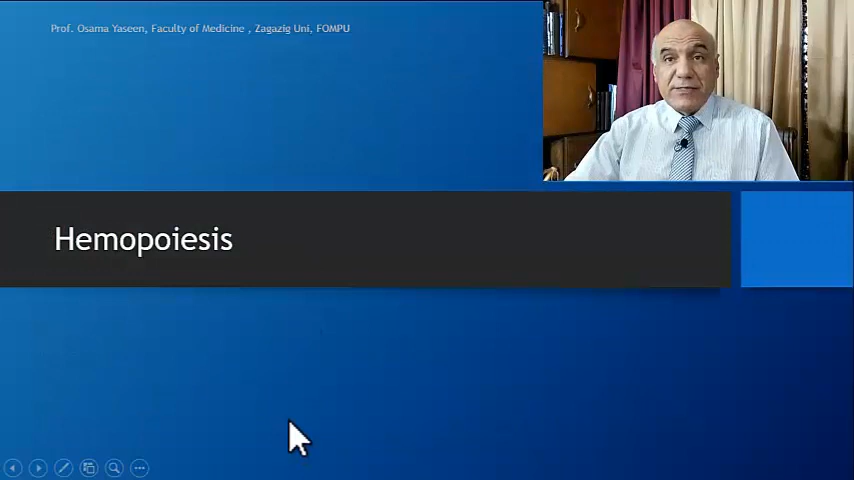 Prof. Osama Yaseen, Faculty of Medicine , Zagazig Uni, FOMPU
Hemopoiesis